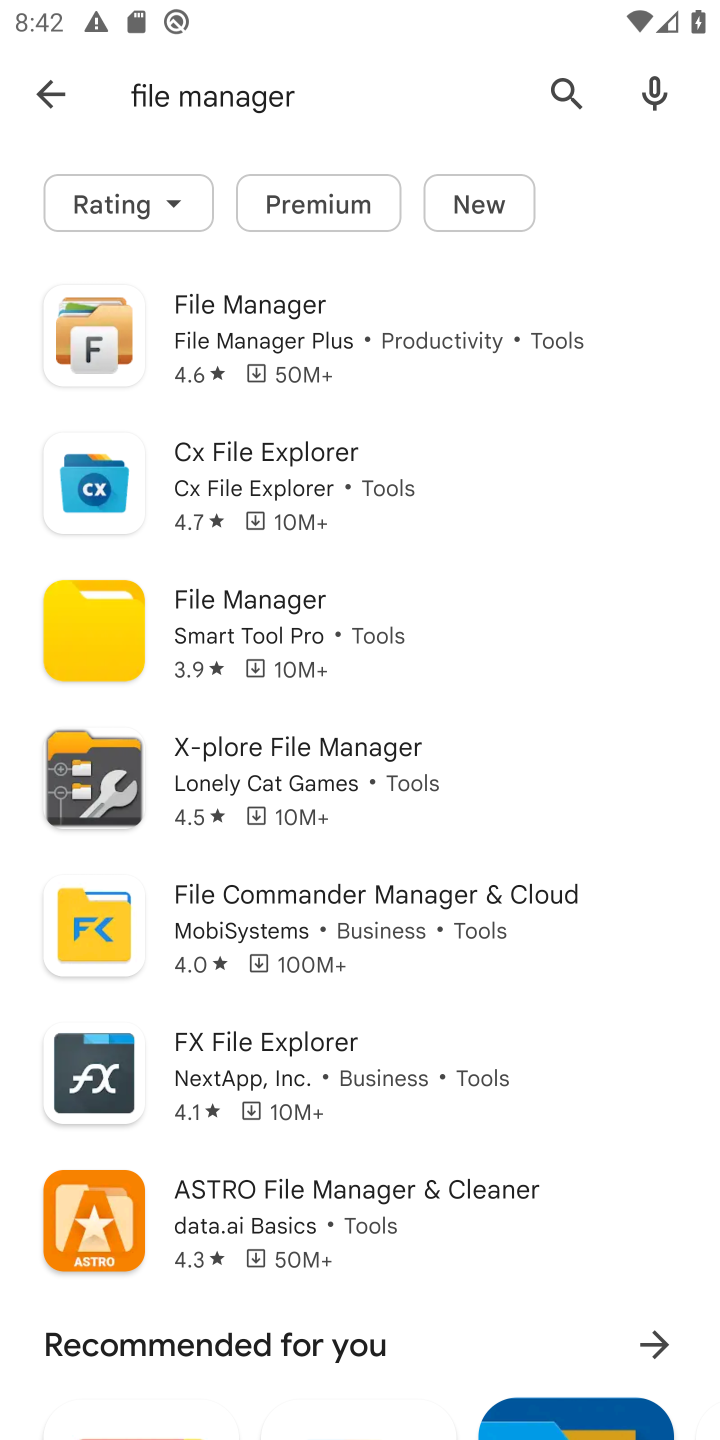 8:42
file manager
Rating
Premium
New
File Manager
File Manager Plus • Productivity • Tools
4.6★ 50M+
F
Cx File Explorer
Cx File Explorer • Tools
4.7★ 10M+
CX
File Manager
Smart Tool Pro • Tools
3.9★ 10M+
X-plore File Manager
Lonely Cat Games • Tools
4.5★ 10M+
File Commander Manager & Cloud
MobiSystems • Business • Tools
4.0★ 100M+
FX File Explorer
NextApp, Inc. • Business • Tools
4.1★ 10M+
FX
ASTRO File Manager & Cleaner
data.ai Basics • Tools
4.3★ 50M+
ASTRO
Recommended for you